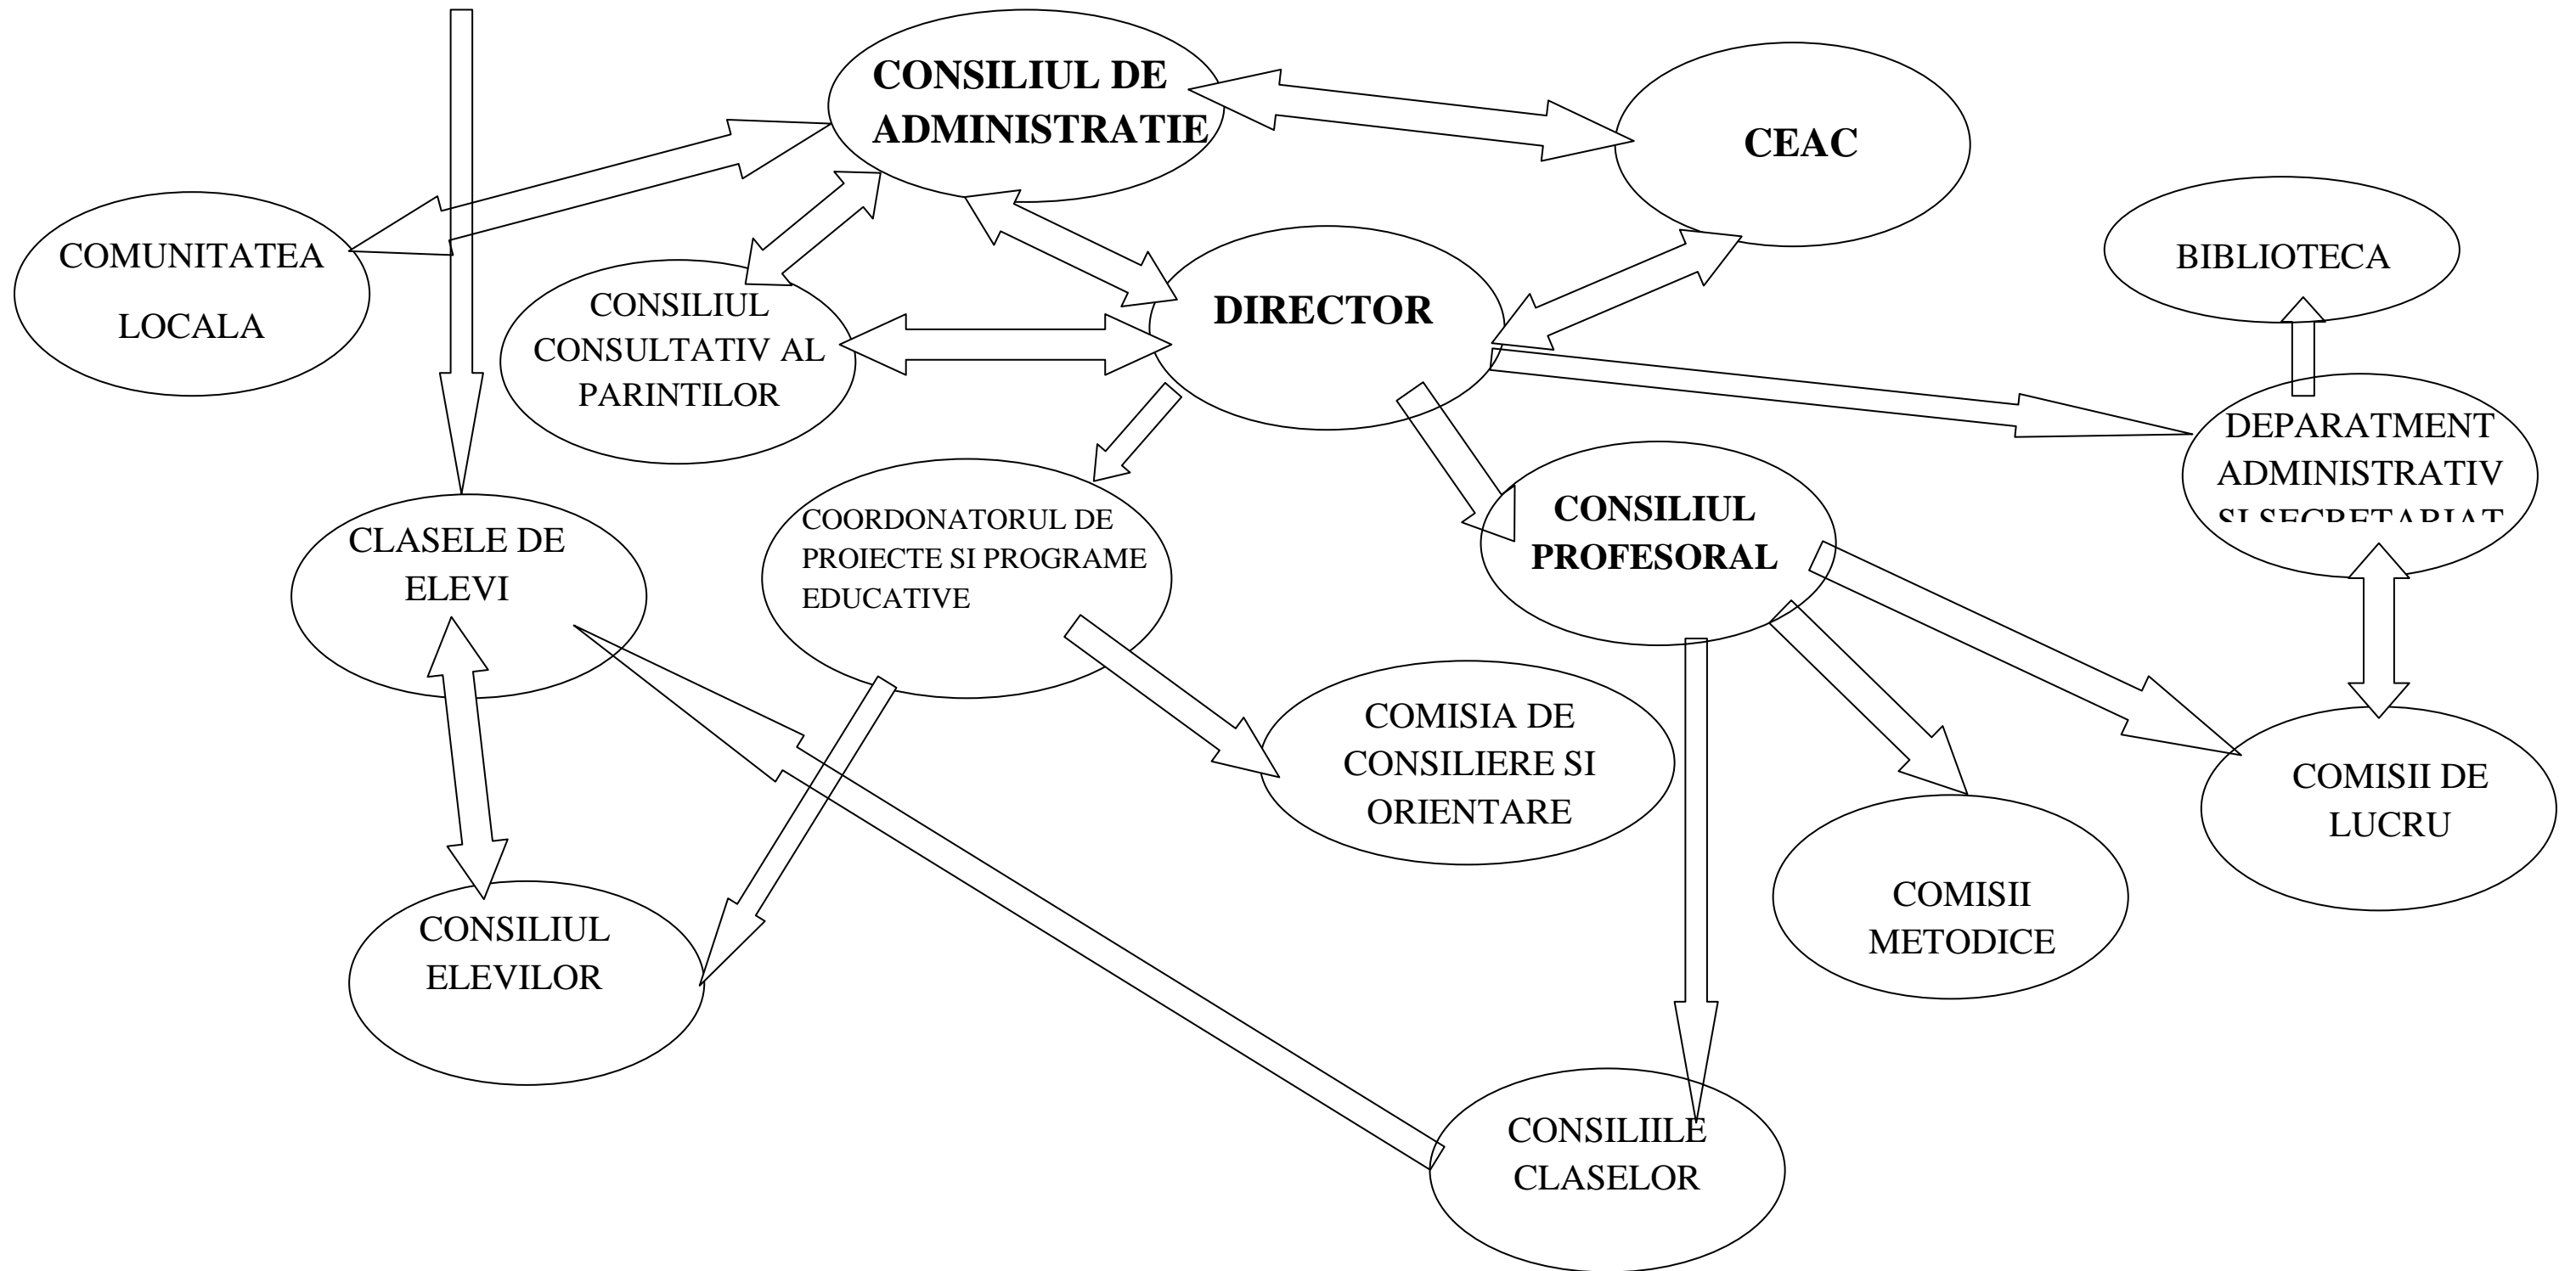 CONSILIUL DE
ADMINISTRATIE
CEAC
COMUNITATEA
LOCALA
CONSILIUL
CONSULTATIV AL
PARINTILOR
DIRECTOR
BIBLIOTECA
DEPARATMENT
ADMINISTRATIV
SI SECRETARIAT
CLASELE DE
ELEVI
COORDONATORUL DE
PROIECTE SI PROGRAME
EDUCATIVE
CONSILIUL
PROFESORAL
COMISIA DE
CONSILIERE SI
ORIENTARE
COMISII DE
LUCRU
COMISII
METODICE
CONSILIUL
ELEVILOR
CONSILIILE
CLASELOR